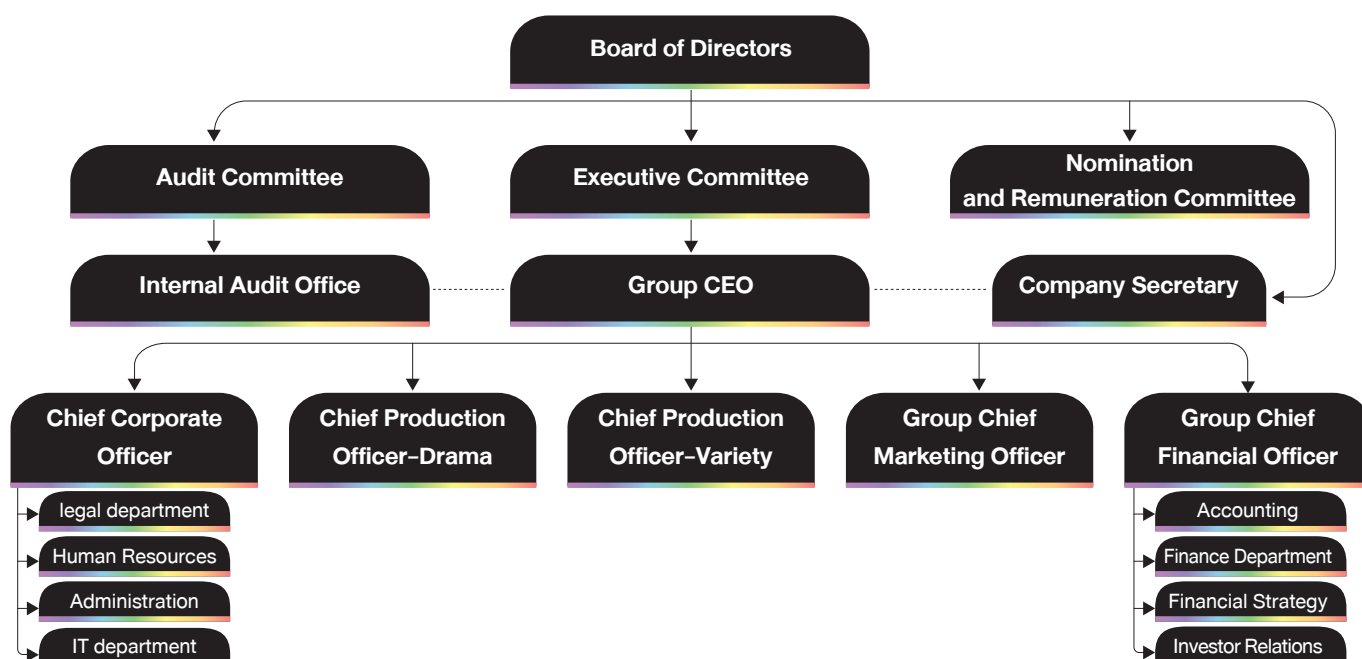 Board of Directors
Audit Committee
Executive Committee
Nomination
and Remuneration Committee
Internal Audit Office
Group CEO
Company Secretary
Chief Corporate
Officer
Chief Production
Officer–Drama
Chief Production
Officer–Variety
Group Chief
Marketing Officer
Group Chief
Financial Officer
legal department
Human Resources
Administration
IT department
Accounting
Finance Department
Financial Strategy
Investor Relations